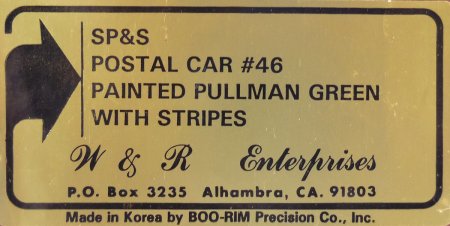 SP&S
POSTAL CAR #46
PAINTED PULLMAN GREEN
WITH STRIPES
W & R Enterprises
P.O. Box 3235 Alhambra, CA. 91803
Made in Korea by BOO-RIM Precision Co., Inc.